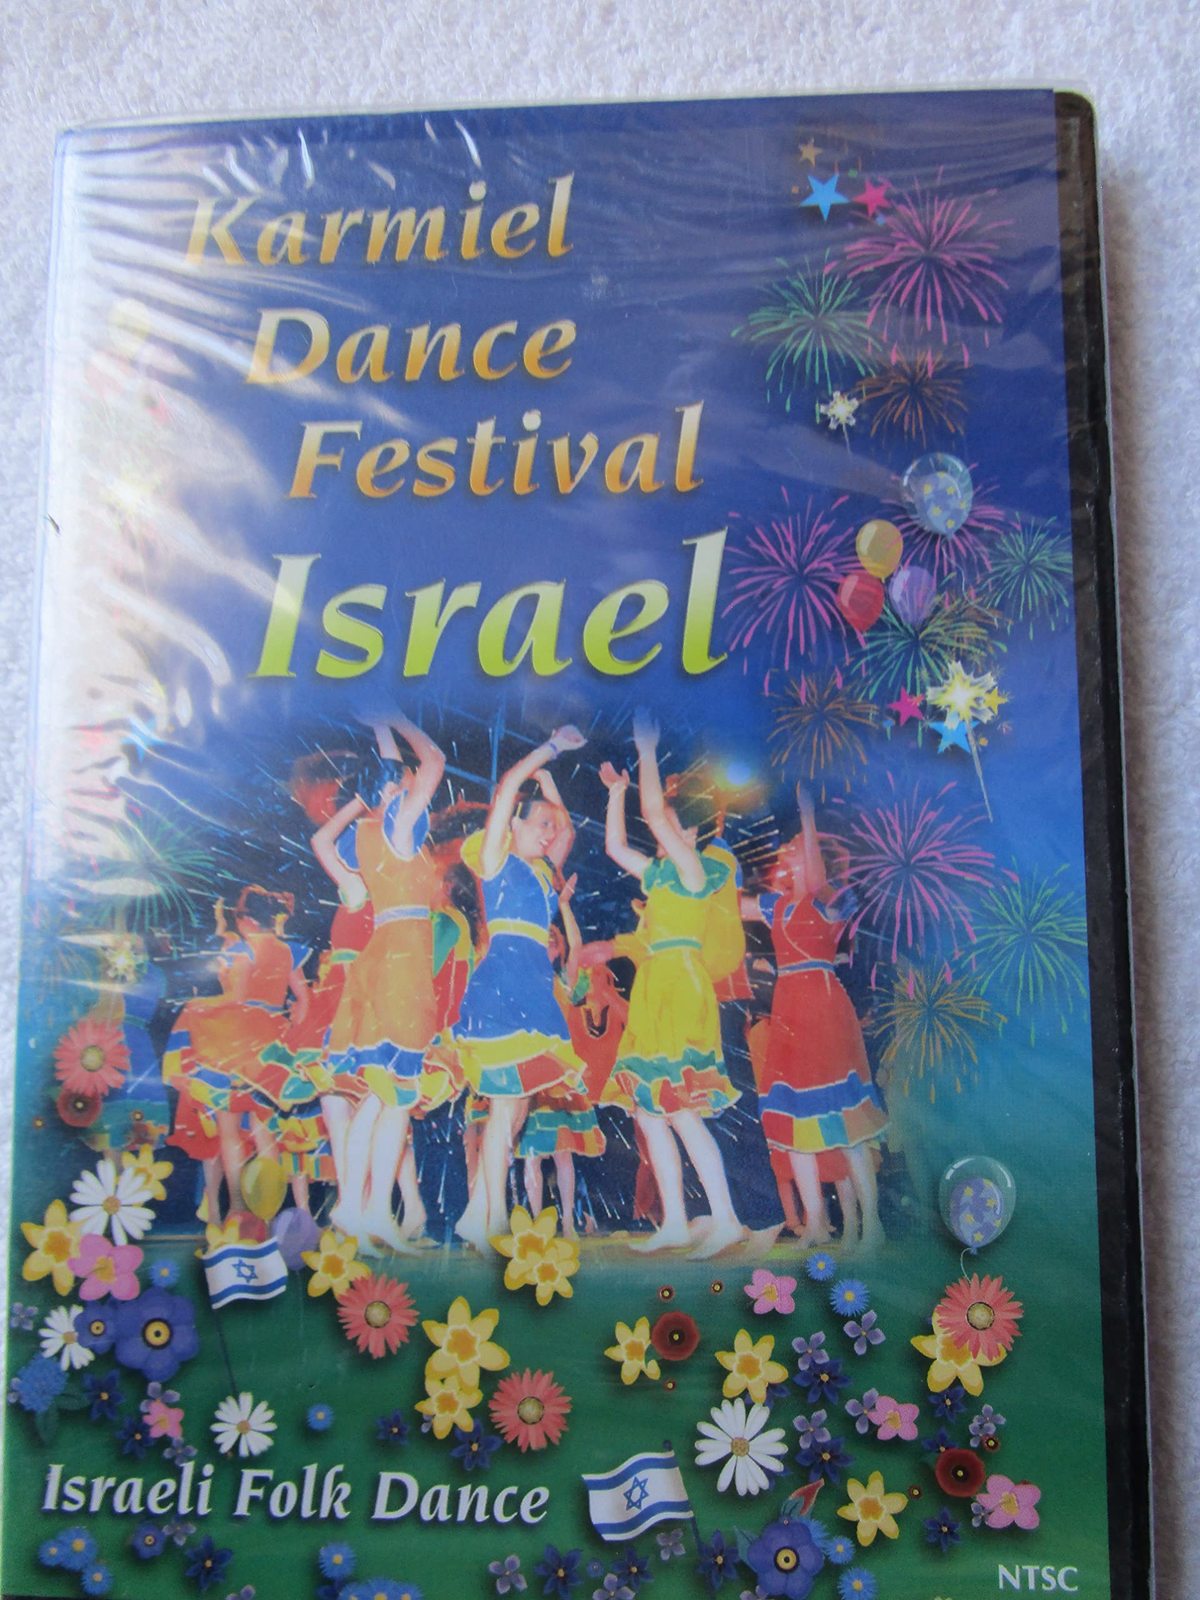 Karmiel
Dance
Festival
Israel
Israeli Folk Dance
NTSC